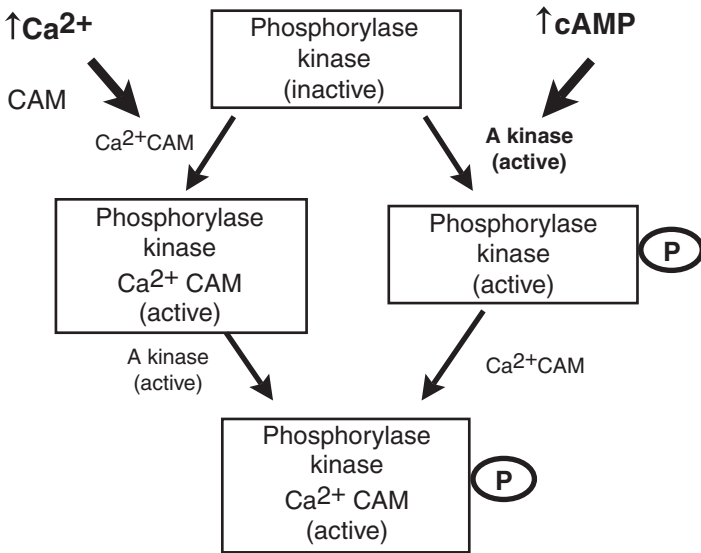 ↑Ca2+
CAM
Ca2+CAM
Phosphorylase
kinase
(inactive)
↑cAMP
A kinase
(active)
Phosphorylase
kinase
Ca2+ CAM
(active)
Phosphorylase
kinase
(active)
P
A kinase
(active)
Ca2+CAM
Phosphorylase
kinase
Ca2+ CAM
(active)
P